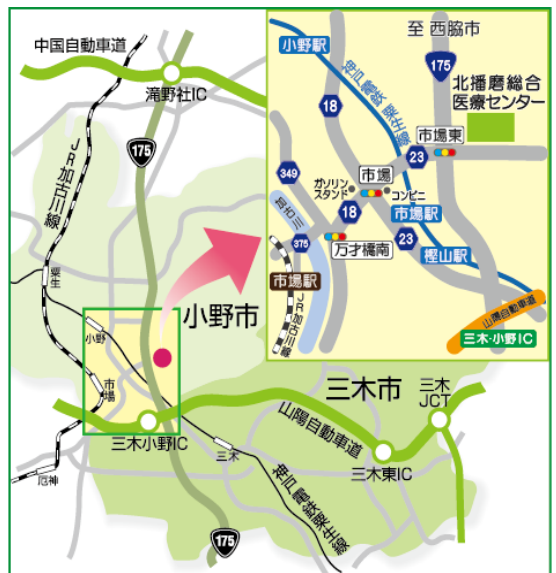 中国自動車道
滝野社IC
175
JR加古川線
粟生
小野
市場
厄神
小野市
三木小野IC
山陽自動車道
三木市
三木
JCT
三木東IC
三木
神戸電鉄粟生線
175
至 西脇市
小野駅
神戸電鉄粟生線
175
北播磨総合
医療センター
18
市場東
23
349
ガソリン
スタンド
市場
コンビニ
加古川
18
市場駅
375
万才橋南
23
樫山駅
市場駅
JR加古川線
山陽自動車道
三木・小野IC